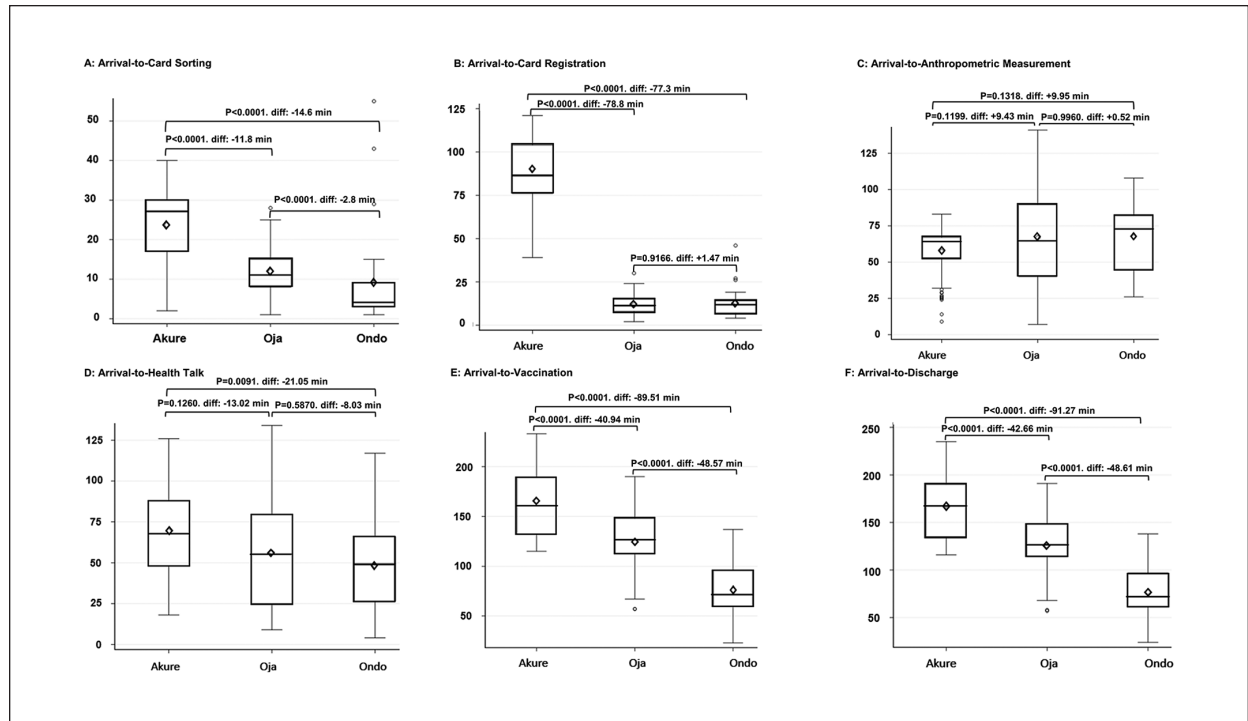 A: Arrival-to-Card Sorting
P<0.0001. diff: -14.6 min
P<0.0001. diff: -11.8 min
P<0.0001. diff: -2.8 min
50
40
30
20
10
0
Akure Oja Ondo
B: Arrival-to-Card Registration
P<0.0001. diff: -77.3 min
P<0.0001. diff: -78.8 min
P=0.9166. diff: +1.47 min
125
100
75
50
25
0
Akure Oja Ondo
C: Arrival-to-Anthropometric Measurement
P=0.1318. diff: +9.95 min
P=0.1199. diff: +9.43 min P=0.9960. diff: +0.52 min
125
100
75
50
25
0
Akure Oja Ondo
D: Arrival-to-Health Talk
P=0.0091. diff: -21.05 min
P=0.1260. diff: -13.02 min P=0.5870. diff: -8.03 min
125
100
75
50
25
0
Akure Oja Ondo
E: Arrival-to-Vaccination
P<0.0001. diff: -89.51 min
P<0.0001. diff: -40.94 min
P<0.0001. diff: -48.57 min
200
150
100
50
Akure Oja Ondo
F: Arrival-to-Discharge
P<0.0001. diff: -91.27 min
P<0.0001. diff: -42.66 min
P<0.0001. diff: -48.61 min
250
200
150
100
50
Akure Oja Ondo